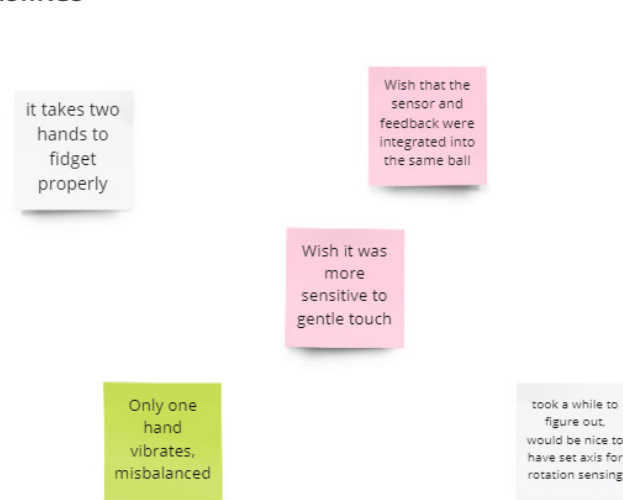 it takes two
hands to
fidget
properly
Wish that the
sensor and
feedback were
integrated into
the same ball
Wish it was
more
sensitive to
gentle touch
Only one
hand
vibrates,
misbalanced
took a while to
figure out,
would be nice to
have set axis for
rotation sensing